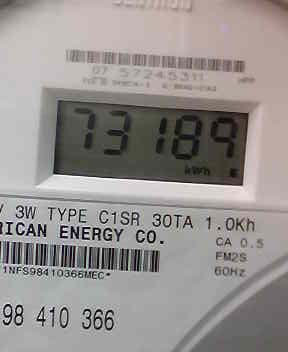 07 57245311
73189
kWh E
V 3W TYPE C1SR 30TA 1.0Kh
RICAN ENERGY CO.
CA 0.5
FM2S
60Hz
1NFS98410366MEC*
98 410 366